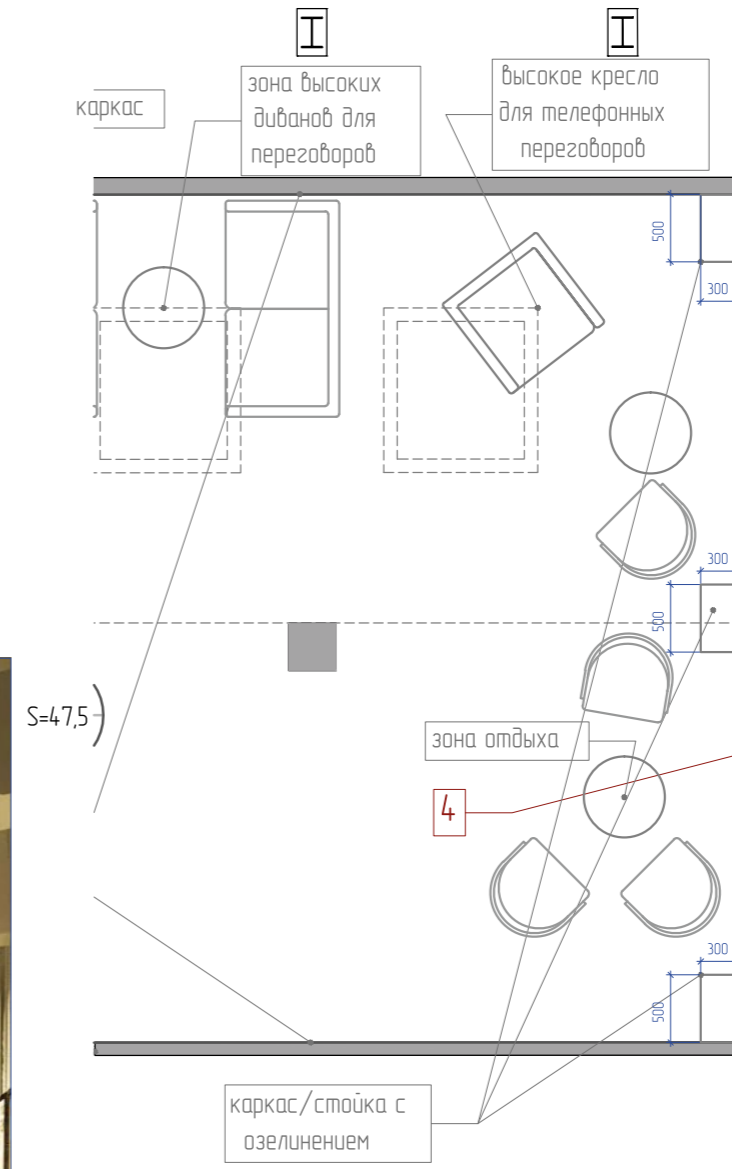 I
I
каркас
зона высоких
диванов для
переговоров
высокое кресло
для телефонных
переговоров
500
300
300
500
S=47,5
зона отдыха
4
300
500
каркас/стойка с
озелинением